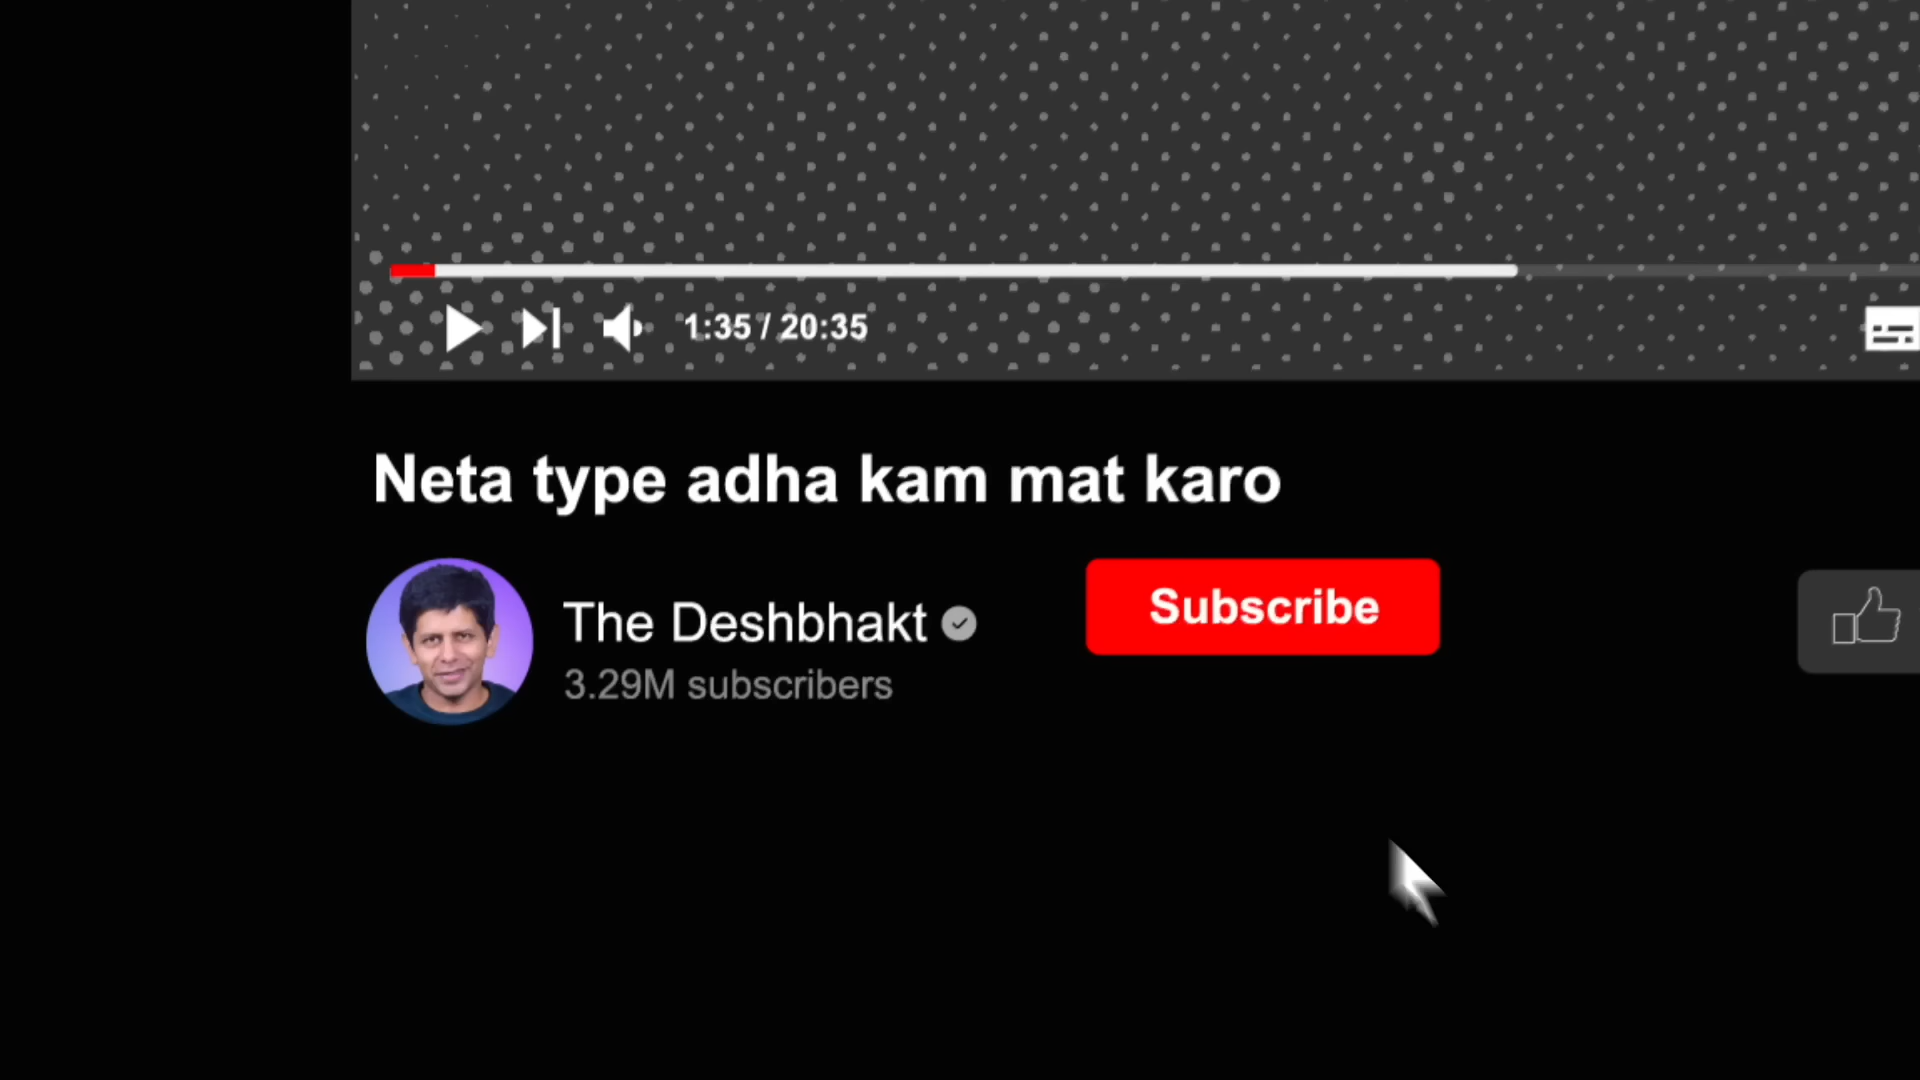 1:35 / 20:35
Neta type adha kam mat karo
The Deshbhakt
Subscribe
3.29M subscribers